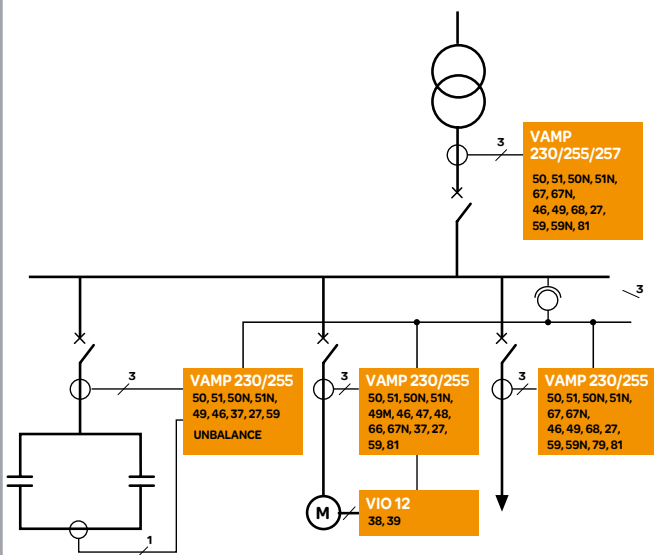 3
VAMP
230/255/257
50, 51, 50N, 51N,
67, 67N,
46, 49, 68, 27,
59, 59N, 81
3
3
VAMP 230/255
50, 51, 50N, 51N,
49, 46, 37, 27, 59
UNBALANCE
3
VAMP 230/255
50, 51, 50N, 51N,
49M, 46, 47, 48,
66, 67N, 37, 27,
59, 81
3
VAMP 230/255
50, 51, 50N, 51N,
67, 67N,
46, 49, 68, 27,
59, 59N, 79, 81
M
VIO 12
38, 39
1